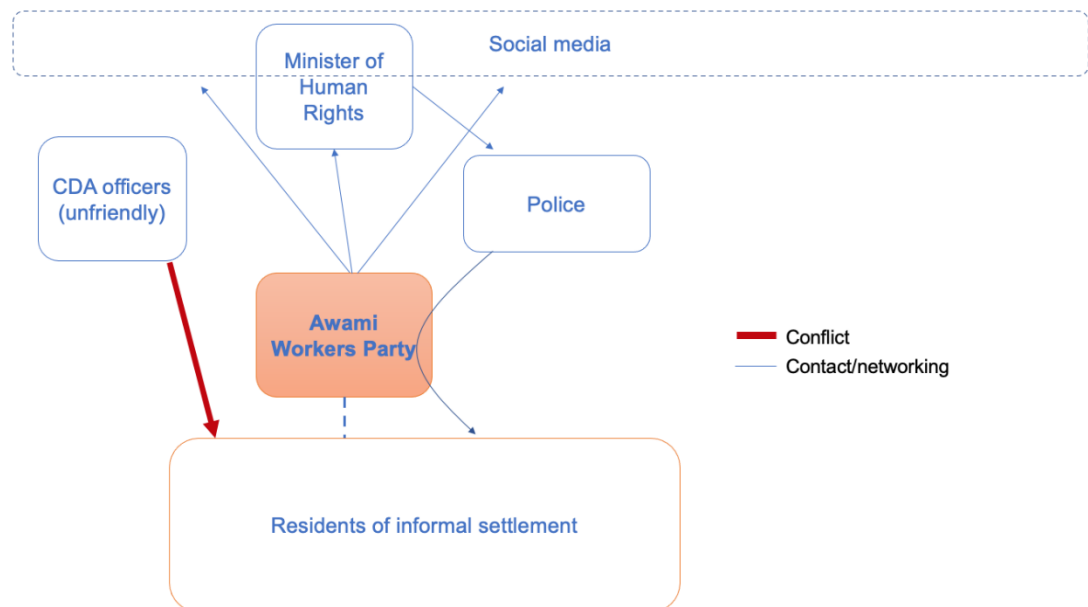 Social media
Minister of
Human
Rights
CDA officers
(unfriendly)
Police
Awami
Workers Party
Conflict
Contact/networking
Residents of informal settlement